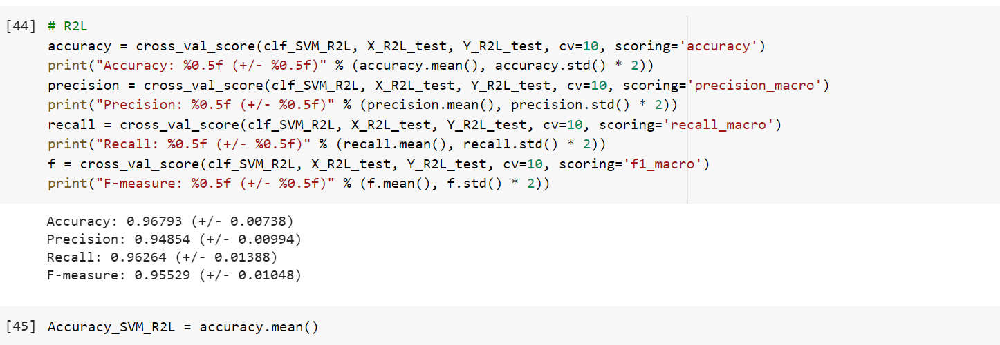 [44] # R2L
accuracy = cross_val_score(clf_SVM_R2L, X_R2L_test, Y_R2L_test, cv=10, scoring='accuracy')
print("Accuracy: %0.5f (+/- %0.5f)" % (accuracy.mean(), accuracy.std() * 2))
precision = cross_val_score(clf_SVM_R2L, X_R2L_test, Y_R2L_test, cv=10, scoring='precision_macro')
print("Precision: %0.5f (+/- %0.5f)" % (precision.mean(), precision.std() * 2))
recall = cross_val_score(clf_SVM_R2L, X_R2L_test, Y_R2L_test, cv=10, scoring='recall_macro')
print("Recall: %0.5f (+/- %0.5f)" % (recall.mean(), recall.std() * 2))
f = cross_val_score(clf_SVM_R2L, X_R2L_test, Y_R2L_test, cv=10, scoring='f1_macro')
print("F-measure: %0.5f (+/- %0.5f)" % (f.mean(), f.std() * 2))
Accuracy: 0.96793 (+/- 0.00738)
Precision: 0.94854 (+/- 0.00994)
Recall: 0.96264 (+/- 0.01388)
F-measure: 0.95529 (+/- 0.01048)
[45] Accuracy_SVM_R2L = accuracy.mean()